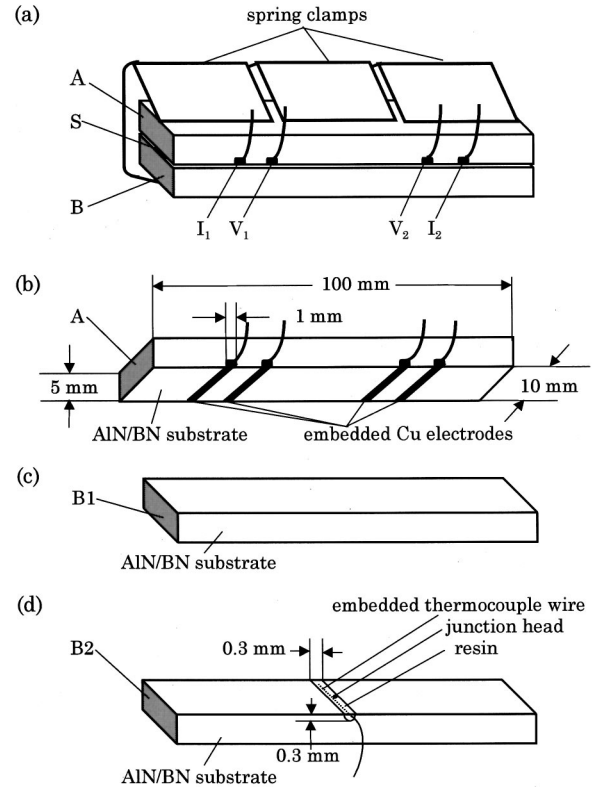 (a)
spring clamps
A
S
B
I₁
V₁
V₂
I₂
(b)
100 mm
A
1 mm
5 mm
10 mm
AlN/BN substrate
embedded Cu electrodes
(c)
B1
AlN/BN substrate
(d)
embedded thermocouple wire
0.3 mm
junction head
B2
resin
0.3 mm
AlN/BN substrate